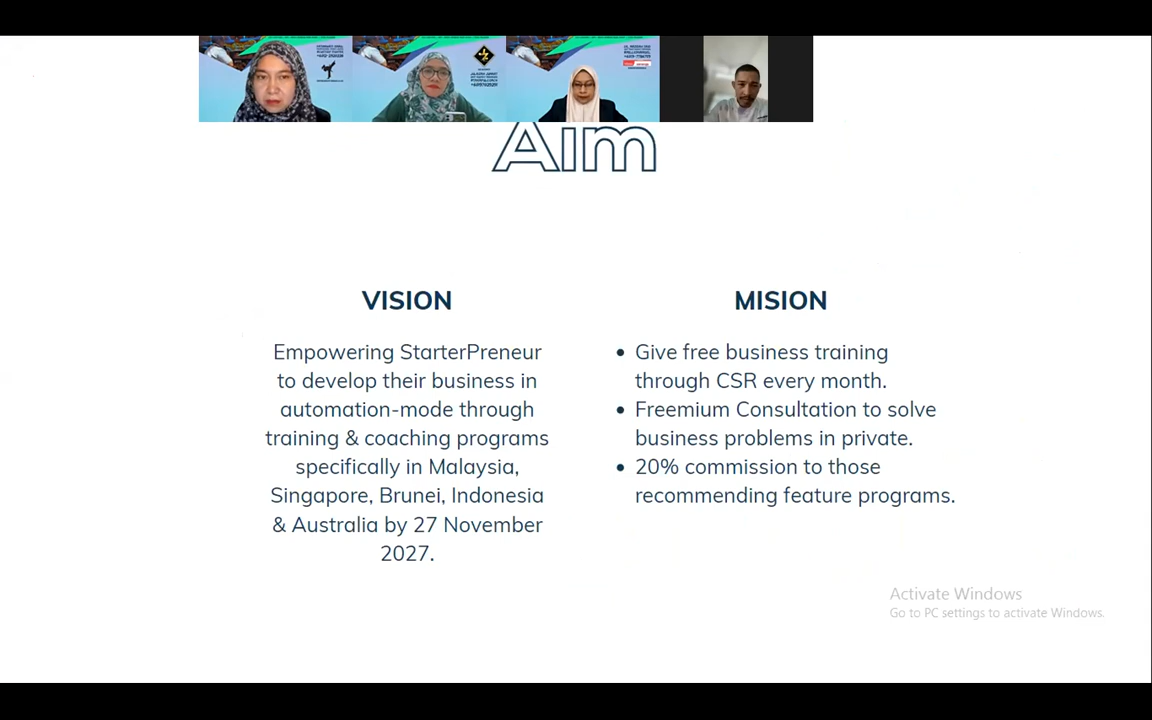 Aim
VISION
Empowering StarterPreneur
to develop their business in
automation-mode through
training & coaching programs
specifically in Malaysia,
Singapore, Brunei, Indonesia
& Australia by 27 November
2027.
MISION
Give free business training
through CSR every month.
Freemium Consultation to solve
business problems in private.
20% commission to those
recommending feature programs.
Activate Windows
Go to PC settings to activate Windows.